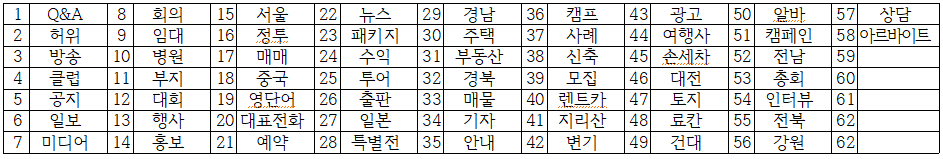 1 Q&A 8 회의 15 서울 22 뉴스 29 경남 36 캠프 43 광고 50 알바 57 상담
2 허위 9 임대 16 정투 23 패키지 30 주택 37 사례 44 여행사 51 캠페인 58 아르바이트
3 방송 10 병원 17 매매 24 수익 31 부동산 38 신축 45 손세차 52 전남 59
4 클럽 11 부지 18 중국 25 투어 32 경북 39 모집 46 대전 53 총회 60
5 공지 12 대회 19 영단어 26 출판 33 매물 40 렌트카 47 토지 54 인터뷰 61
6 일보 13 행사 20 대표전화 27 일본 34 기자 41 지리산 48 료칸 55 전북 62
7 미디어 14 홍보 21 예약 28 특별전 35 안내 42 변기 49 건대 56 강원 62